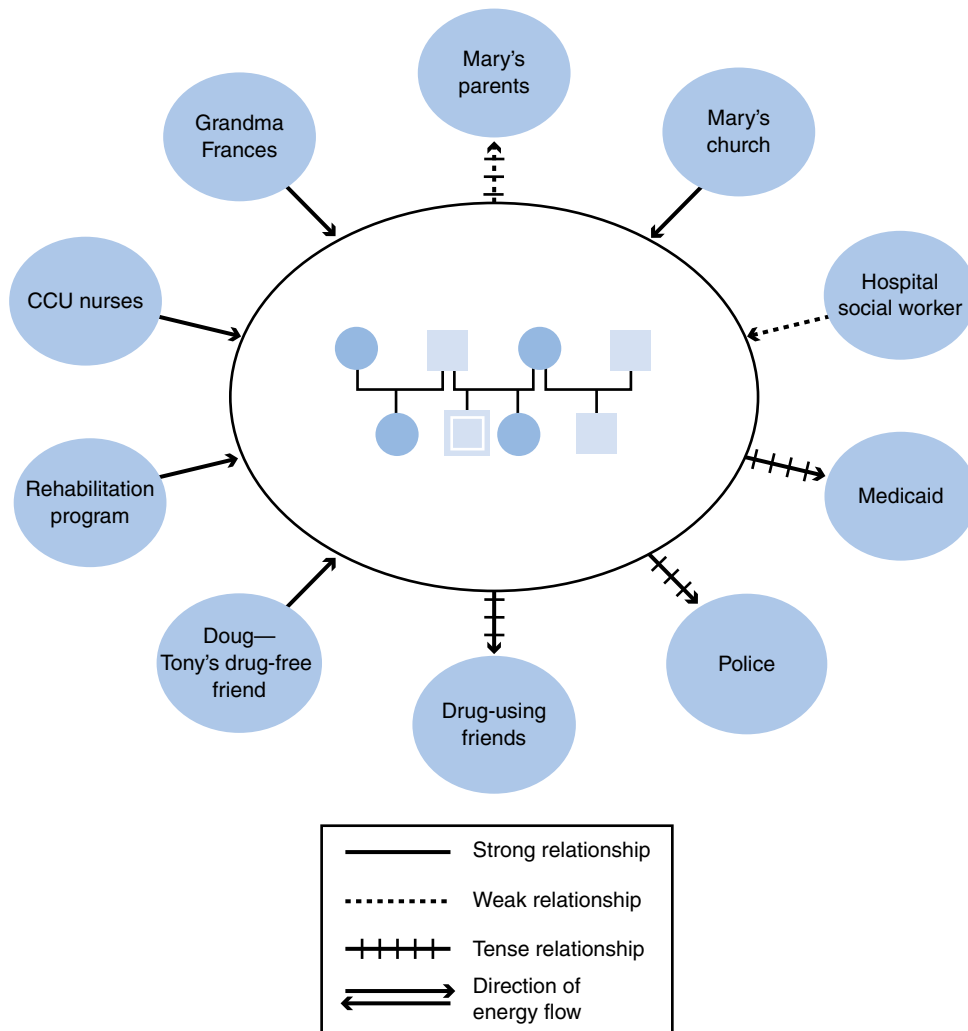 Mary's
parents
Grandma
Frances
Mary's
church
CCU nurses
Hospital
social worker
Rehabilitation
program
Medicaid
Doug—
Tony's drug-free
friend
Police
Drug-using
friends
Strong relationship
Weak relationship
Tense relationship
Direction of
energy flow